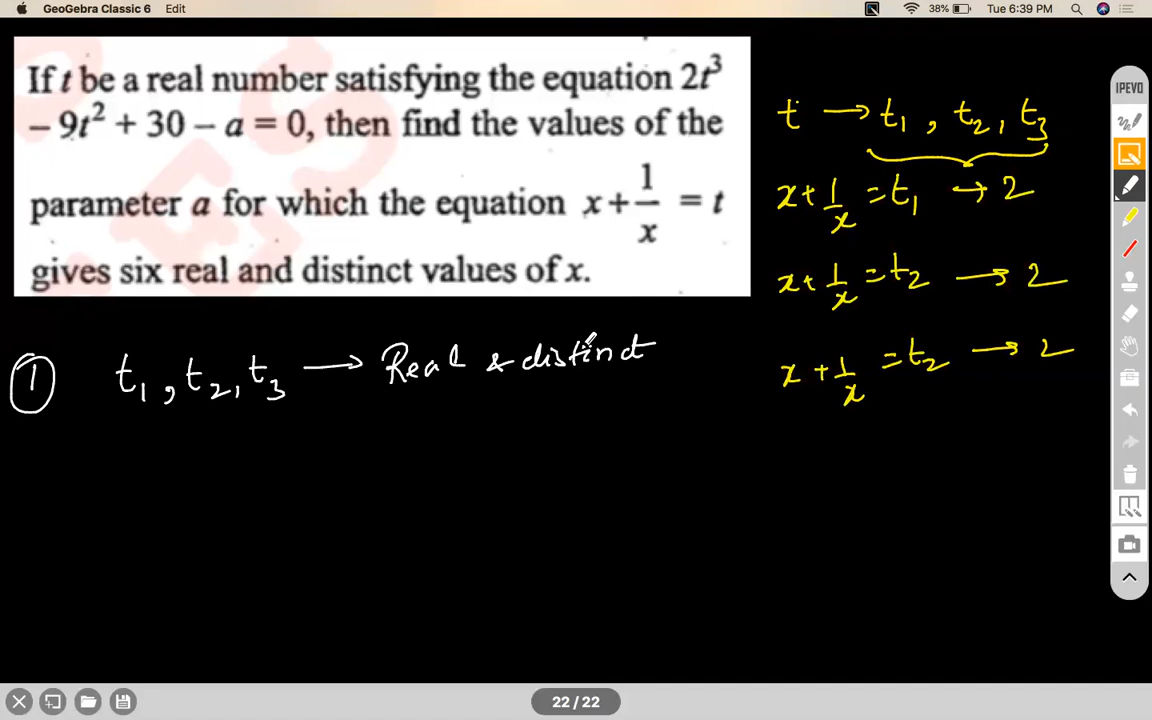 GeoGebra Classic 6 Edit 38% Tue 6:39 PM
If t be a real number satisfying the equation 2t³
– 9t² + 30 – a = 0, then find the values of the
parameter a for which the equation x + 1/x = t
gives six real and distinct values of x.
t → t₁, t₂, t₃
x + 1/x = t₁ → 2
x + 1/x = t₂ → 2
x + 1/x = t₂ → 2
① t₁, t₂, t₃ → Real & distinct
IPEVO
22 / 22